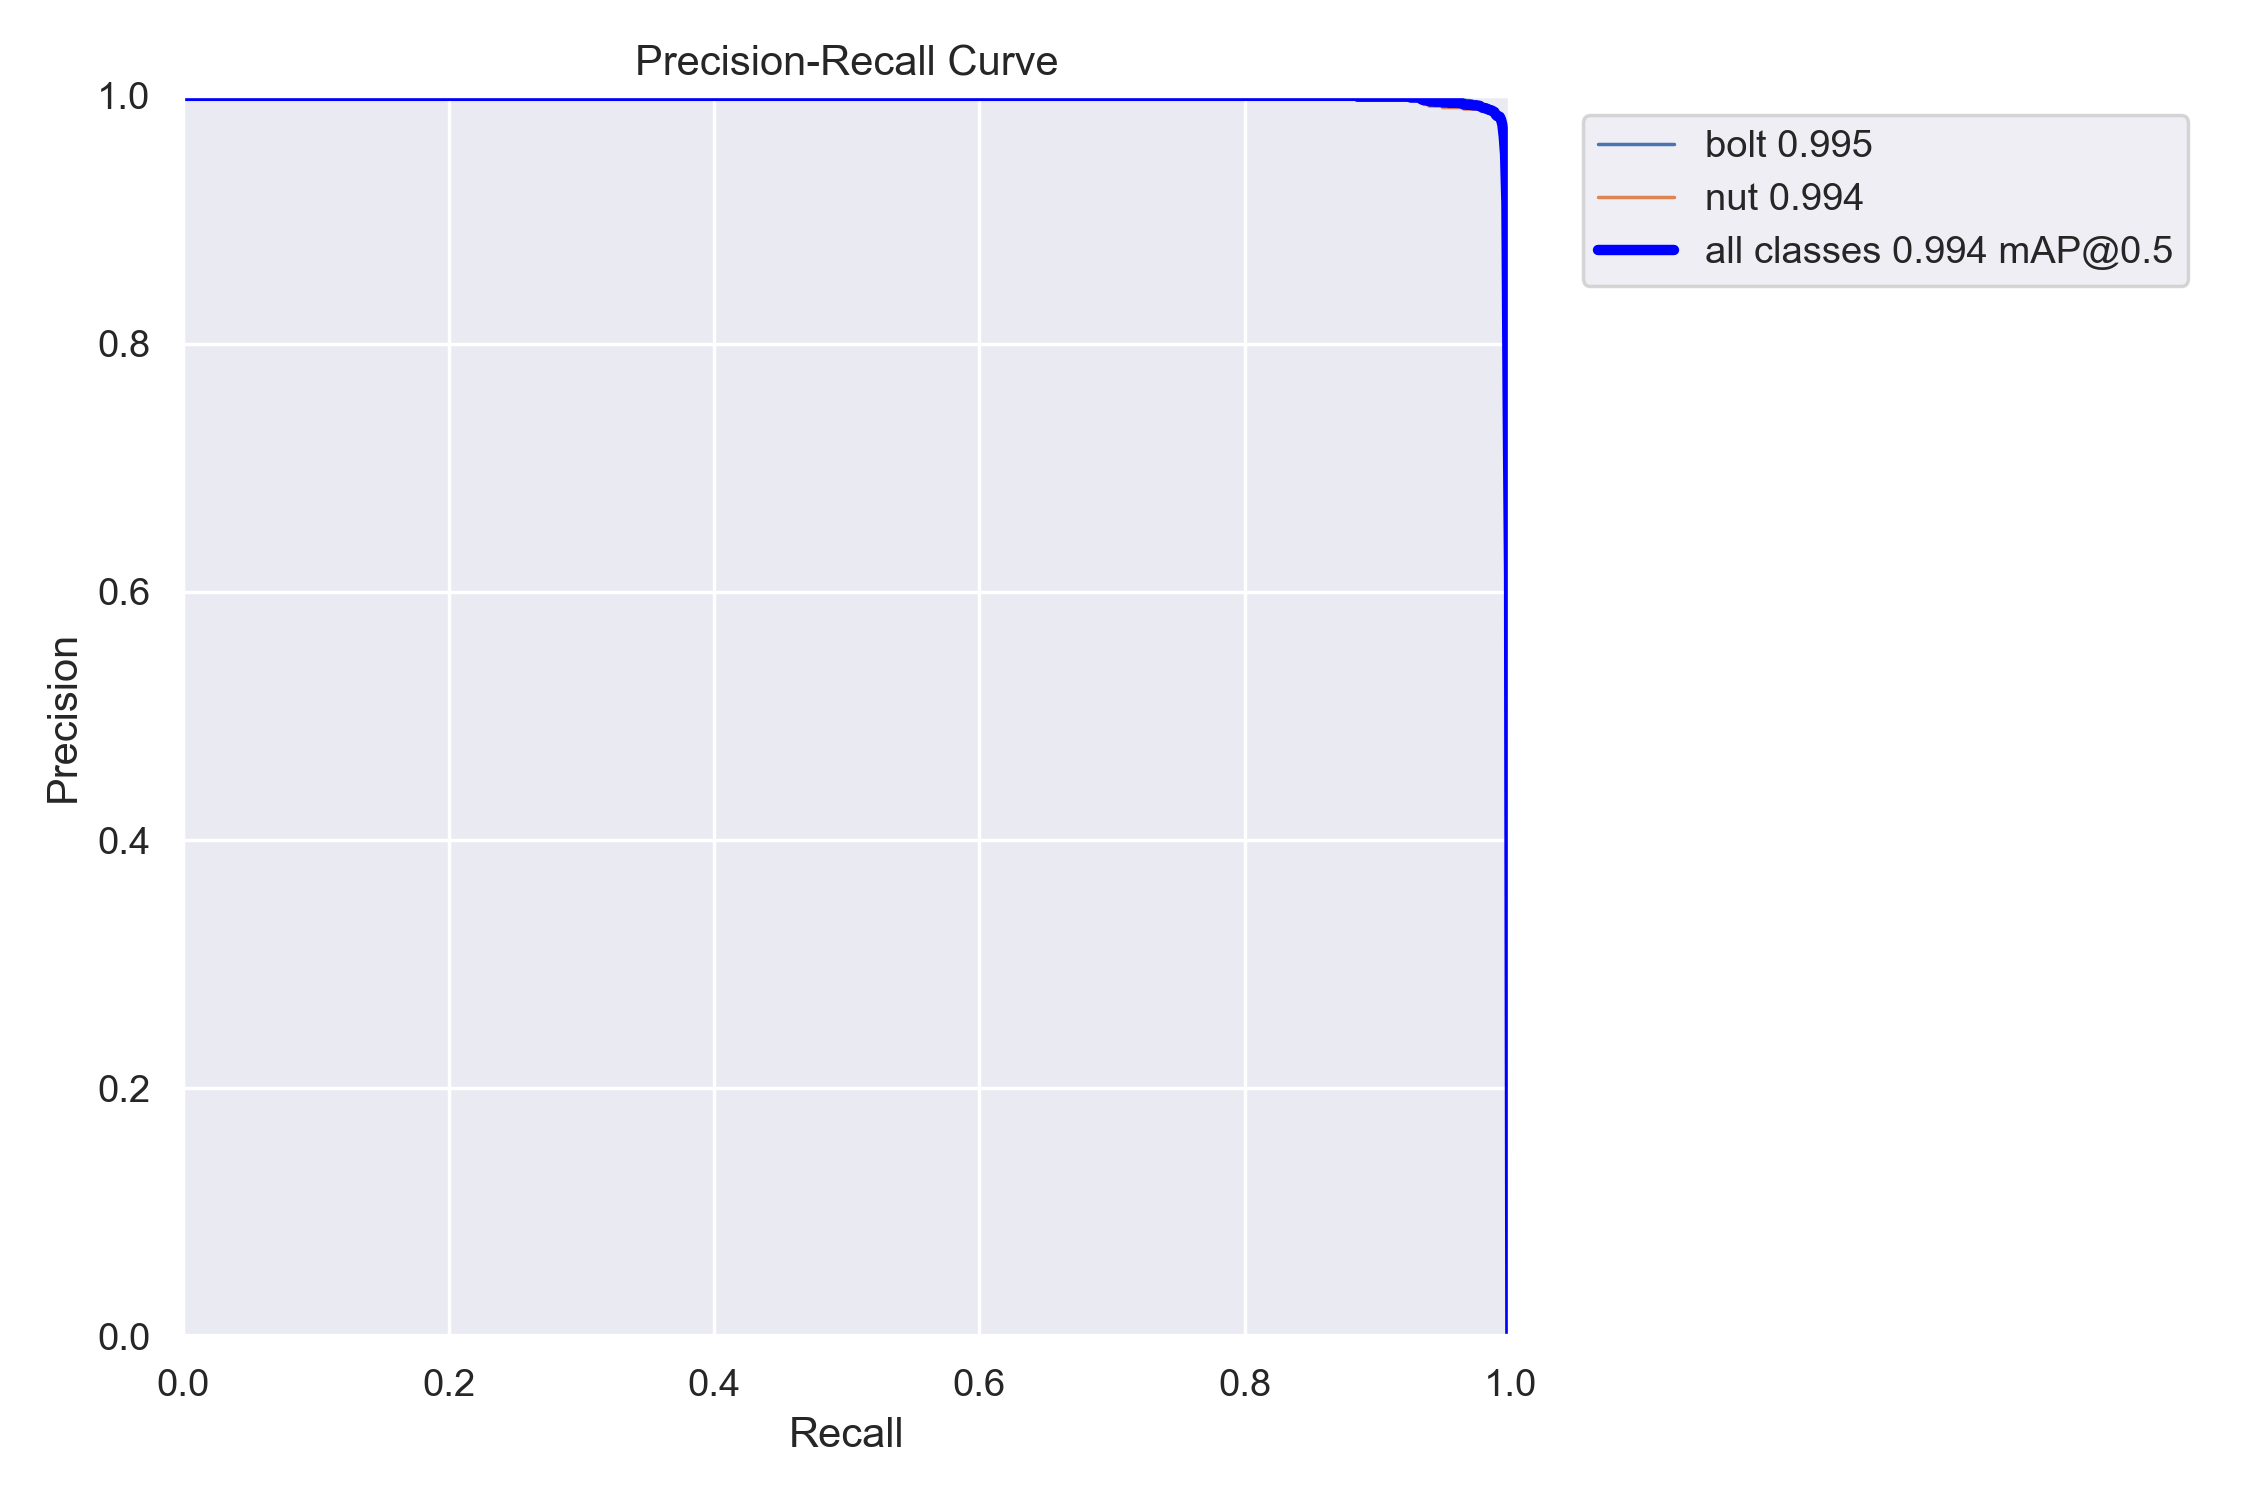 Precision-Recall Curve
1.0
0.8
0.6
0.4
0.2
0.0
Precision
0.0 0.2 0.4 0.6 0.8 1.0
Recall
bolt 0.995
nut 0.994
all classes 0.994 mAP@0.5